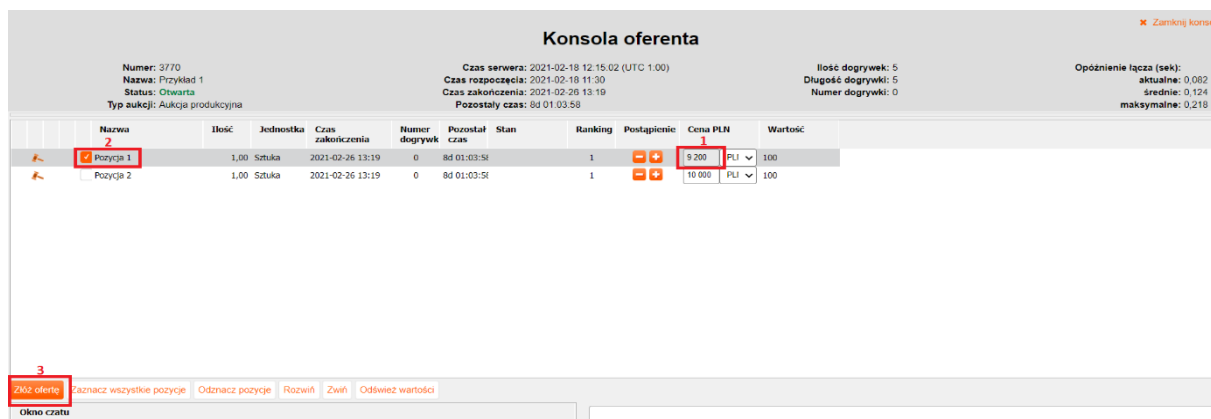 ✖ Zamknij kons
Konsola oferenta
Numer: 3770
Nazwa: Przykład 1
Status: Otwarta
Typ aukcji: Aukcja produkcyjna
Czas serwera: 2021-02-18 12:15:02 (UTC 1:00)
Czas rozpoczęcia: 2021-02-18 11:30
Czas zakończenia: 2021-02-26 13:19
Pozostały czas: 8d 01:03:58
Ilość dogrywek: 5
Długość dogrywki: 5
Numer dogrywki: 0
Opóźnienie łącza (sek):
aktualne: 0,082
średnie: 0,124
maksymalne: 0,218
Nazwa Ilość Jednostka Czas zakończenia Numer dogrywk Pozostał czas Stan Ranking Postąpienie Cena PLN Wartość
2 1
Pozycja 1 1,00 Sztuka 2021-02-26 13:19 0 8d 01:03:58 1 9 200 PLI 100
Pozycja 2 1,00 Sztuka 2021-02-26 13:19 0 8d 01:03:58 1 10 000 PLI 100
3
Złóż ofertę Zaznacz wszystkie pozycje Odznacz pozycje Rozwiń Zwiń Odśwież wartości
Okno czatu